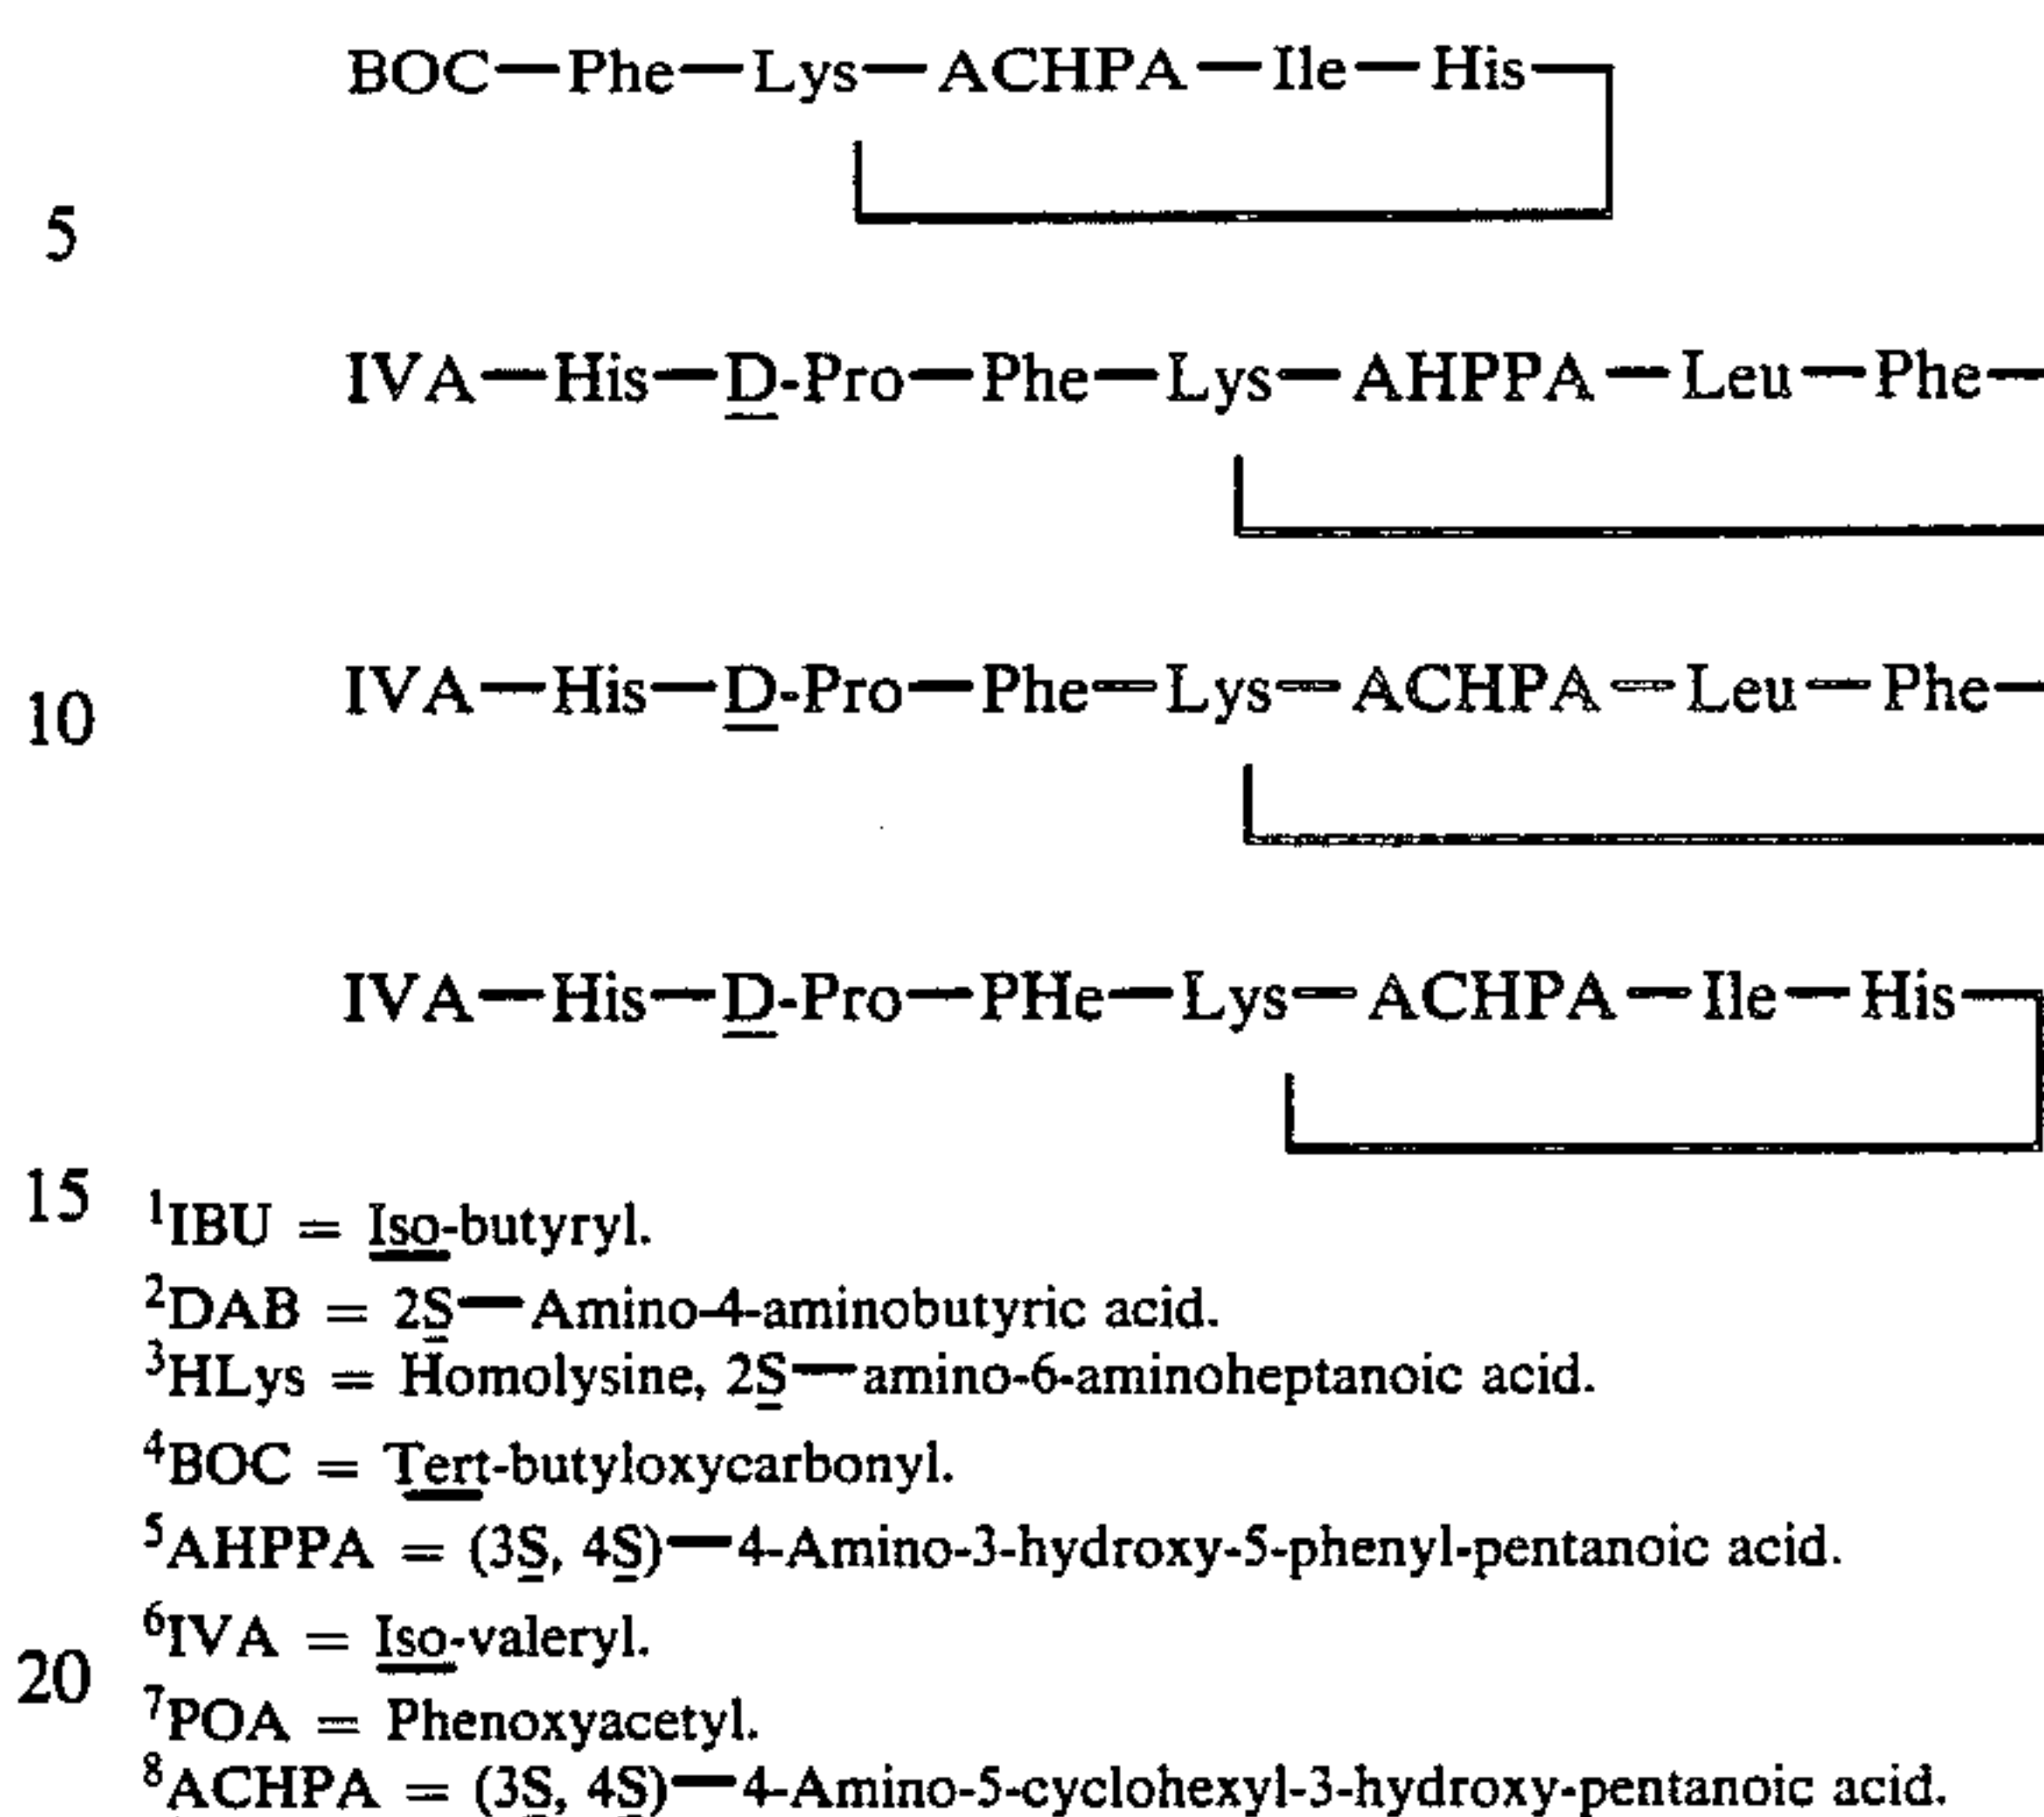 BOC—Phe—Lys—ACHPA—Ile—His
5
IVA—His—D-Pro—Phe—Lys—AHPPA—Leu—Phe—
10 IVA—His—D-Pro—Phe—Lys—ACHPA—Leu—Phe—
IVA—His—D-Pro—PHe—Lys—ACHPA—Ile—His
15 ¹IBU = Iso-butyryl.
²DAB = 2S—Amino-4-aminobutyric acid.
³HLys = Homolysine, 2S—amino-6-aminoheptanoic acid.
⁴BOC = Tert-butyloxycarbonyl.
⁵AHPPA = (3S, 4S)—4-Amino-3-hydroxy-5-phenyl-pentanoic acid.
20 ⁶IVA = Iso-valeryl.
⁷POA = Phenoxyacetyl.
⁸ACHPA = (3S, 4S)—4-Amino-5-cyclohexyl-3-hydroxy-pentanoic acid.